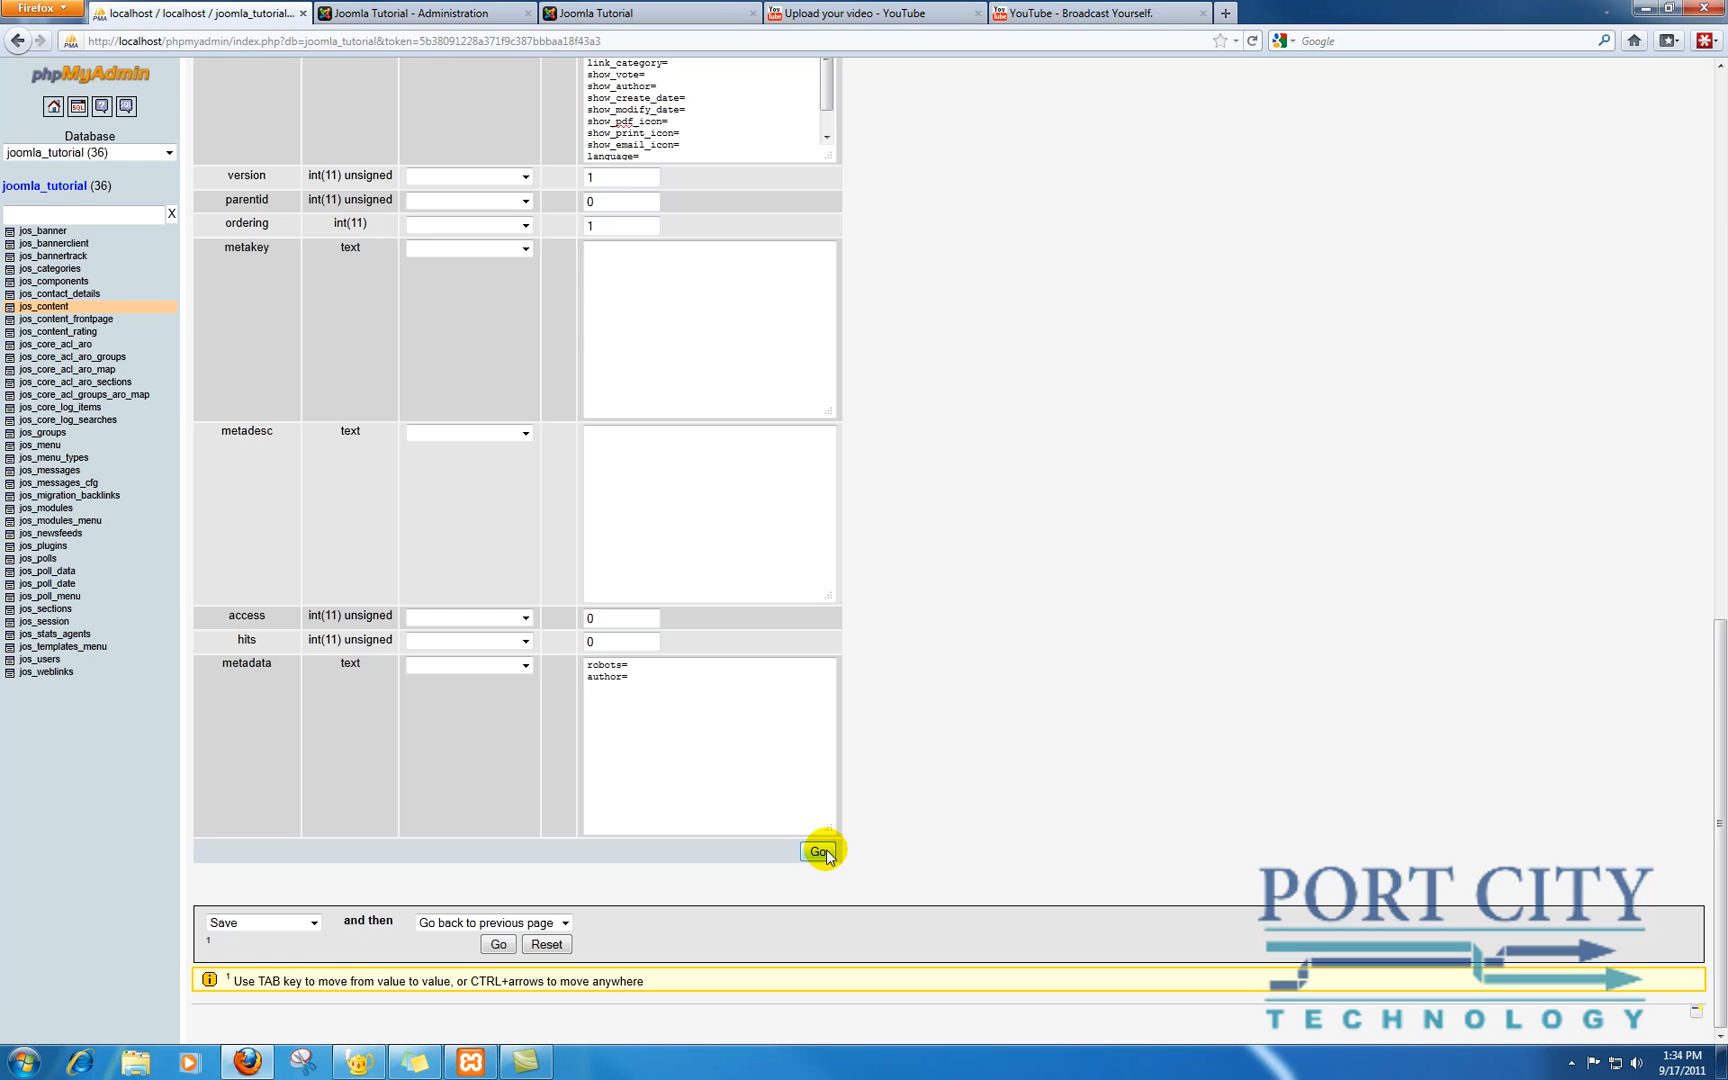 Firefox
localhost / localhost / joomla_tutorial...
Joomla Tutorial - Administration
Joomla Tutorial
Upload your video - YouTube
YouTube - Broadcast Yourself.
http://localhost/phpmyadmin/index.php?db=joomla_tutorial&token=5b38091228a371f9c387bbbaa18f43a3
Google
phpMyAdmin
Database
joomla_tutorial (36)
joomla_tutorial (36)
X
jos_banner
jos_bannerclient
jos_bannertrack
jos_categories
jos_components
jos_contact_details
jos_content
jos_content_frontpage
jos_content_rating
jos_core_acl_aro
jos_core_acl_aro_groups
jos_core_acl_aro_map
jos_core_acl_aro_sections
jos_core_acl_groups_aro_map
jos_core_log_items
jos_core_log_searches
jos_groups
jos_menu
jos_menu_types
jos_messages
jos_messages_cfg
jos_migration_backlinks
jos_modules
jos_modules_menu
jos_newsfeeds
jos_plugins
jos_polls
jos_poll_data
jos_poll_date
jos_poll_menu
jos_sections
jos_session
jos_stats_agents
jos_templates_menu
jos_users
jos_weblinks
link_category=
show_vote=
show_author=
show_create_date=
show_modify_date=
show_pdf_icon=
show_print_icon=
show_email_icon=
language=
version int(11) unsigned 1
parentid int(11) unsigned 0
ordering int(11) 1
metakey text
metadesc text
access int(11) unsigned 0
hits int(11) unsigned 0
metadata text
robots=
author=
Go
Save and then Go back to previous page
1
Go Reset
1 Use TAB key to move from value to value, or CTRL+arrows to move anywhere
PORT CITY
TECHNOLOGY
1:34 PM
9/17/2011